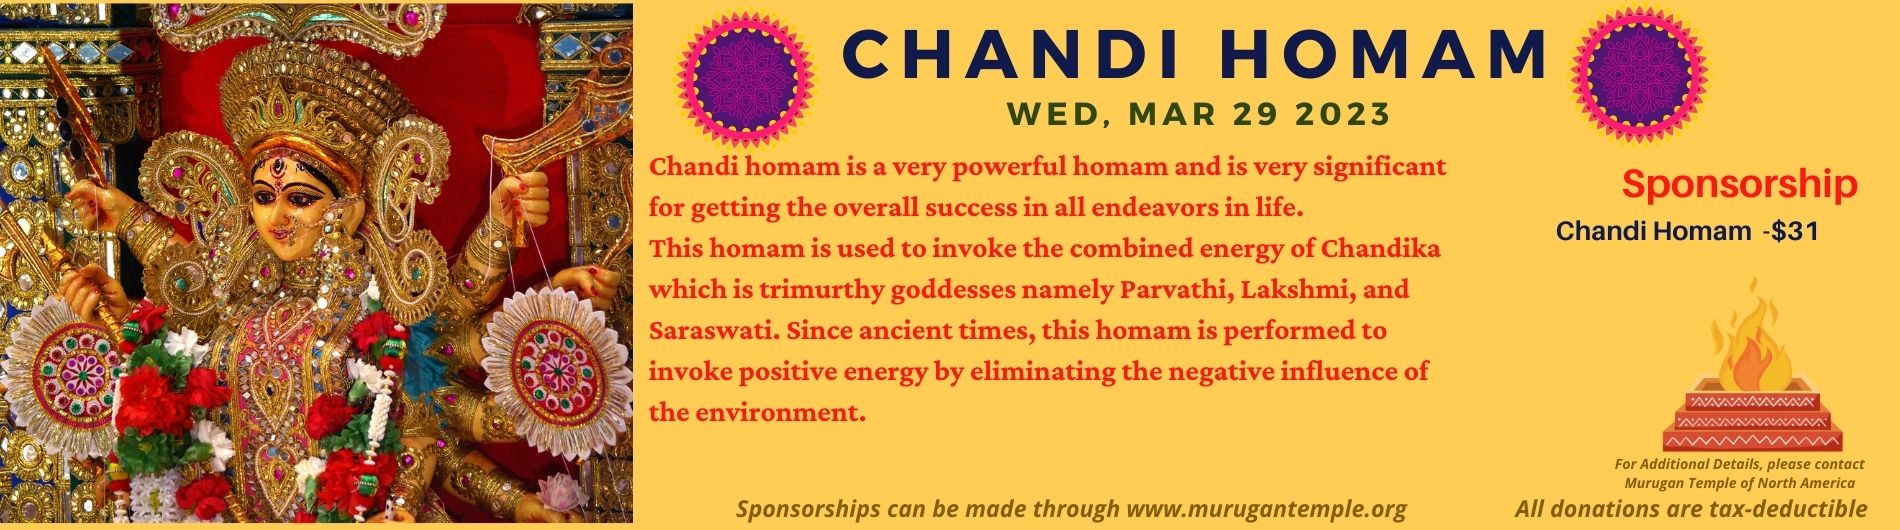 CHANDI HOMAM
WED, MAR 29 2023
Chandi homam is a very powerful homam and is very significant
for getting the overall success in all endeavors in life.
This homam is used to invoke the combined energy of Chandika
which is trimurthy goddesses namely Parvathi, Lakshmi, and
Saraswati. Since ancient times, this homam is performed to
invoke positive energy by eliminating the negative influence of
the environment.
Sponsorship
Chandi Homam -$31
For Additional Details, please contact
Murugan Temple of North America
Sponsorships can be made through www.murugantemple.org
All donations are tax-deductible